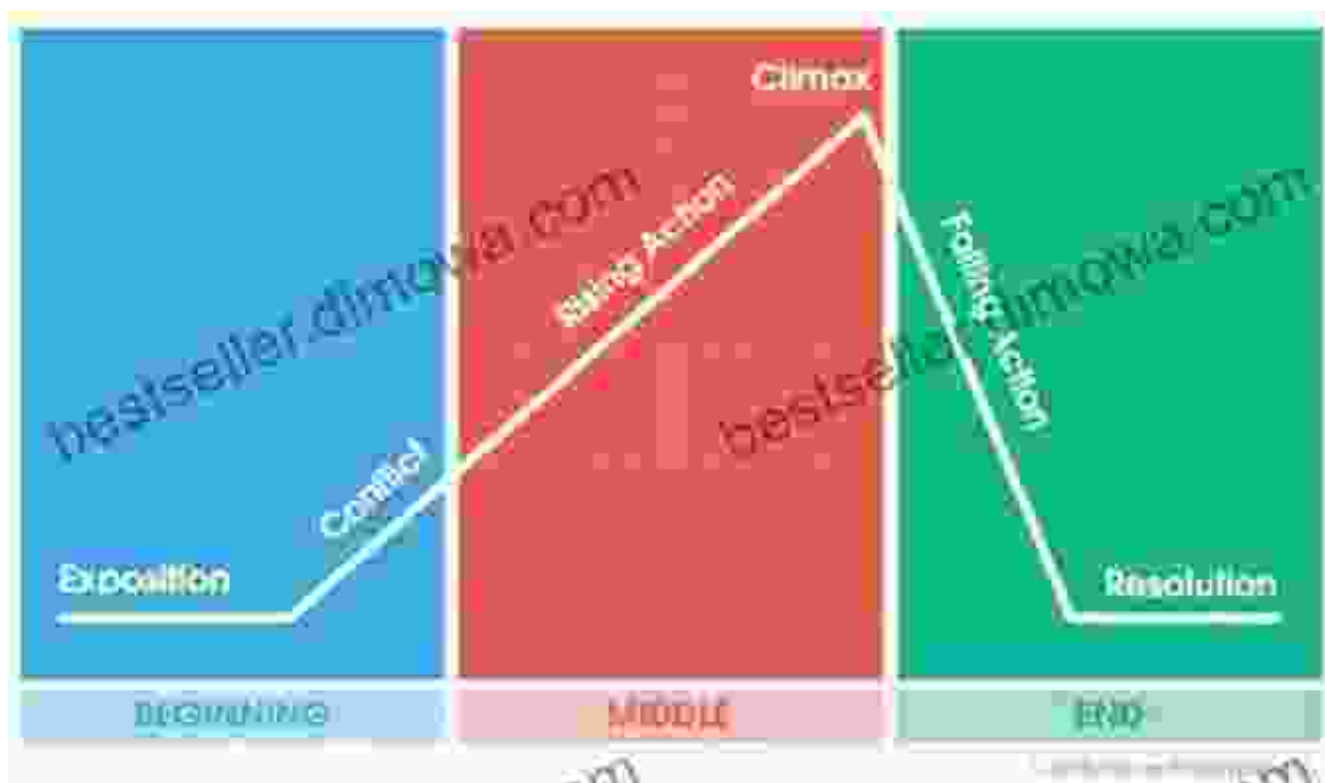 Climax
Rising Action
Falling Action
Conflict
Exposition
Resolution
BEGINNING
MIDDLE
END
bestseller.dimowa.com
bestseller.dimowa.com